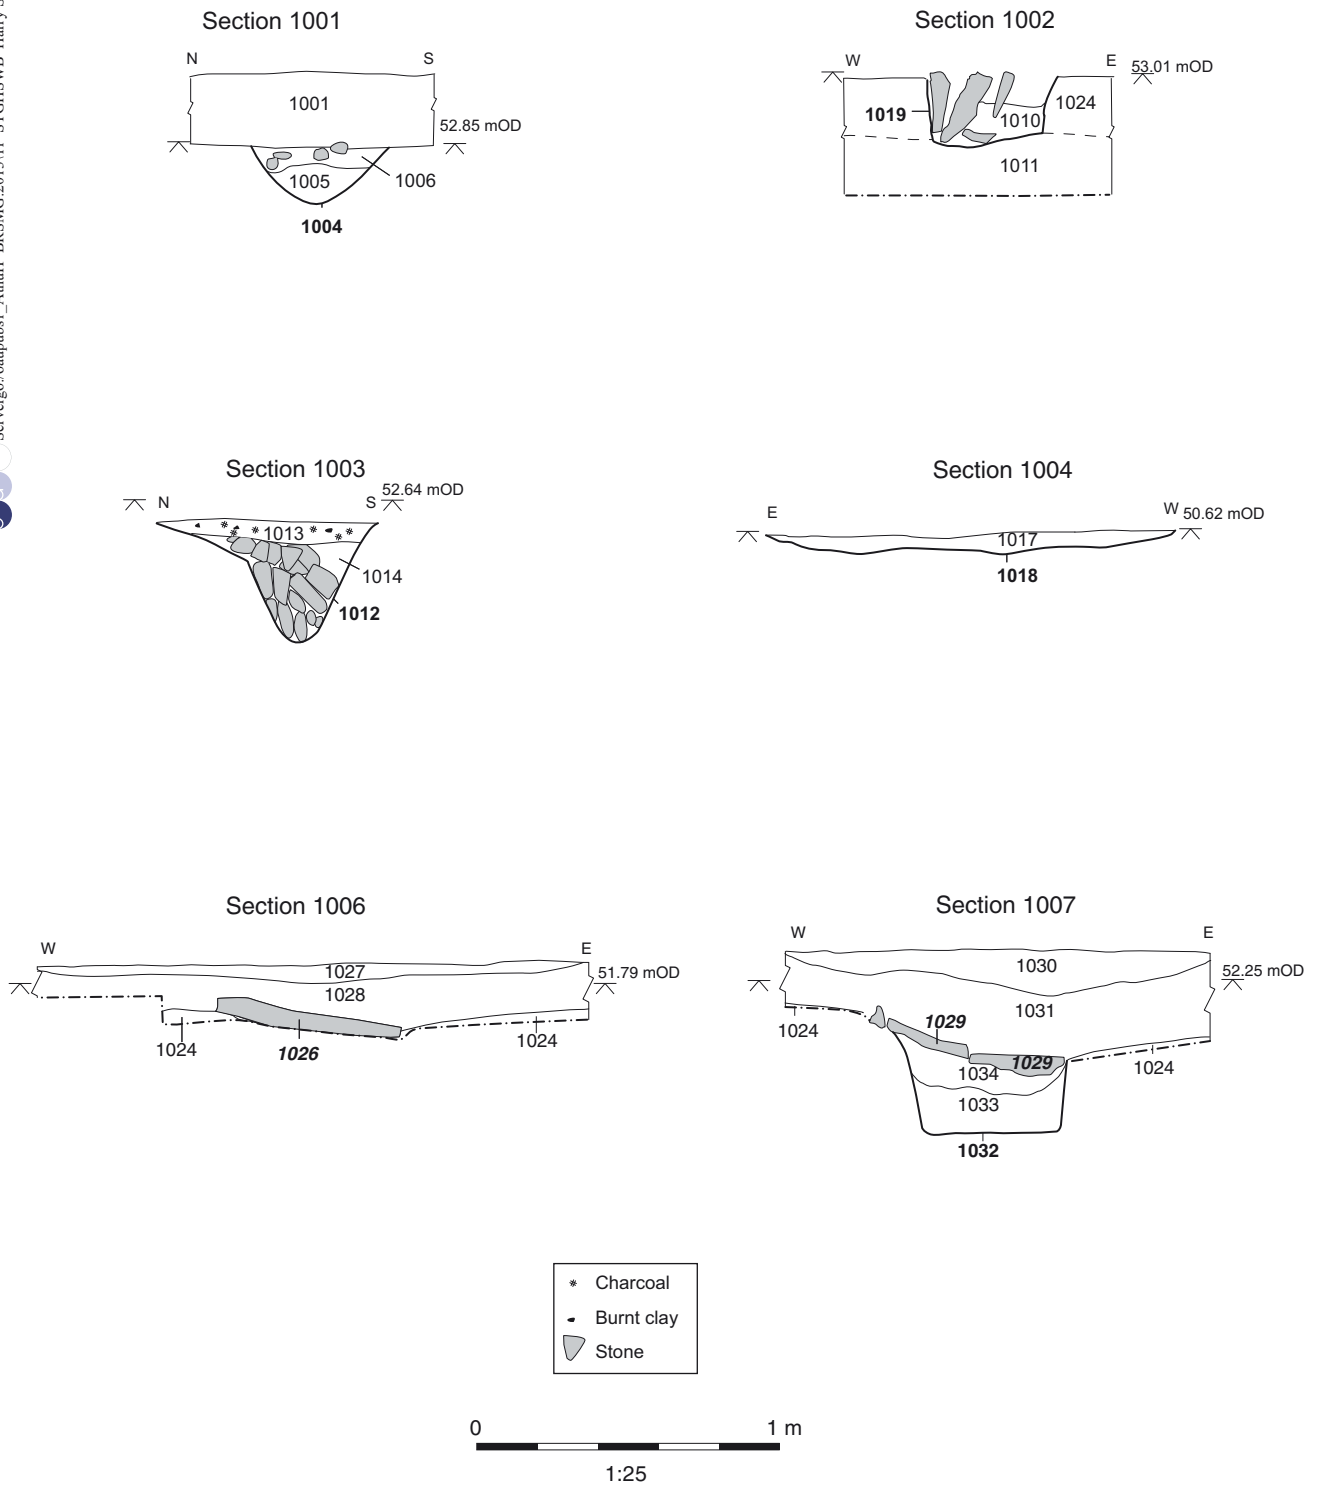 Section 1001
N S
1001
52.85 mOD
1005
1006
1004
Section 1002
W E
53.01 mOD
1019
1010
1024
1011
Section 1003
N S
52.64 mOD
1013
1014
1012
Section 1004
E W
50.62 mOD
1017
1018
Section 1006
W E
1027
51.79 mOD
1028
1024
1026
1024
Section 1007
W E
1030
52.25 mOD
1031
1024
1029
1029
1034
1024
1033
1032
Charcoal
Burnt clay
Stone
0 1 m
1:25